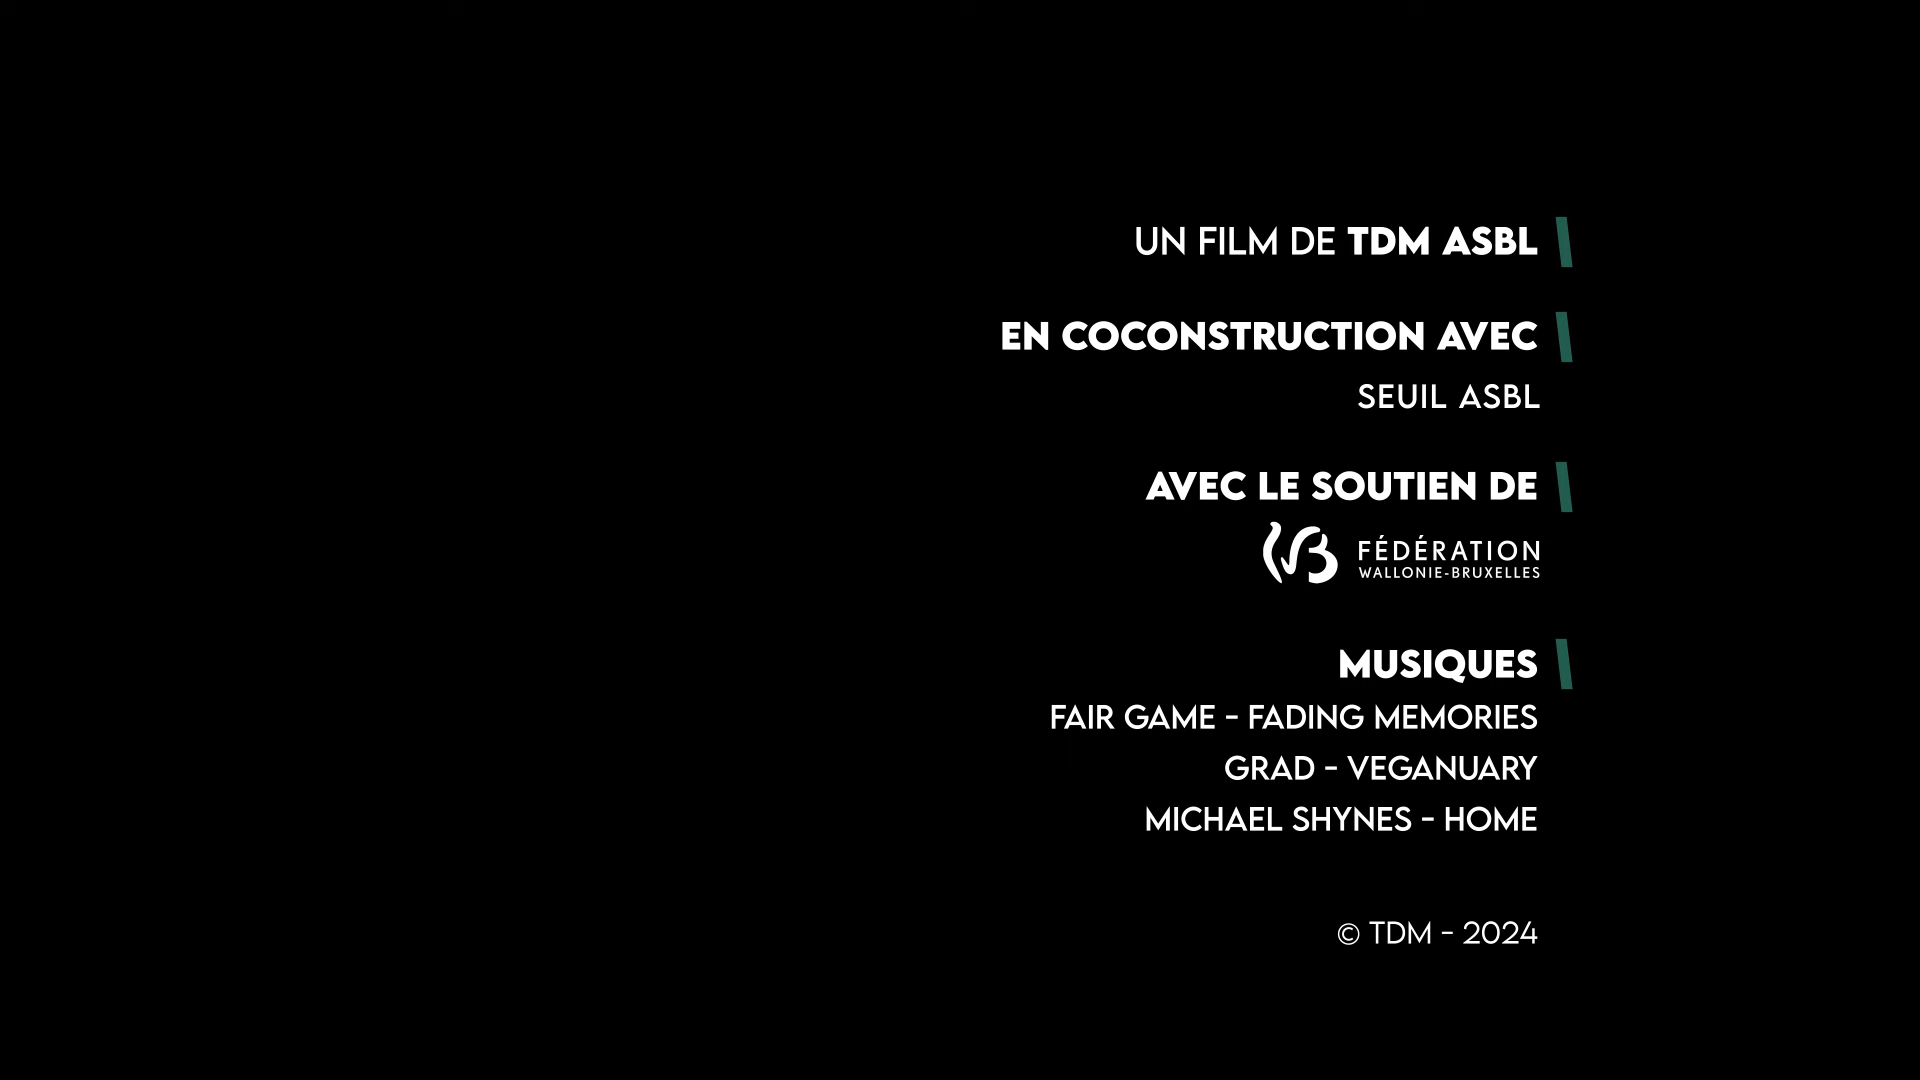 UN FILM DE TDM ASBL
EN COCONSTRUCTION AVEC
SEUIL ASBL
AVEC LE SOUTIEN DE
FÉDÉRATION
WALLONIE-BRUXELLES
MUSIQUES
FAIR GAME - FADING MEMORIES
GRAD - VEGANUARY
MICHAEL SHYNES - HOME
© TDM - 2024